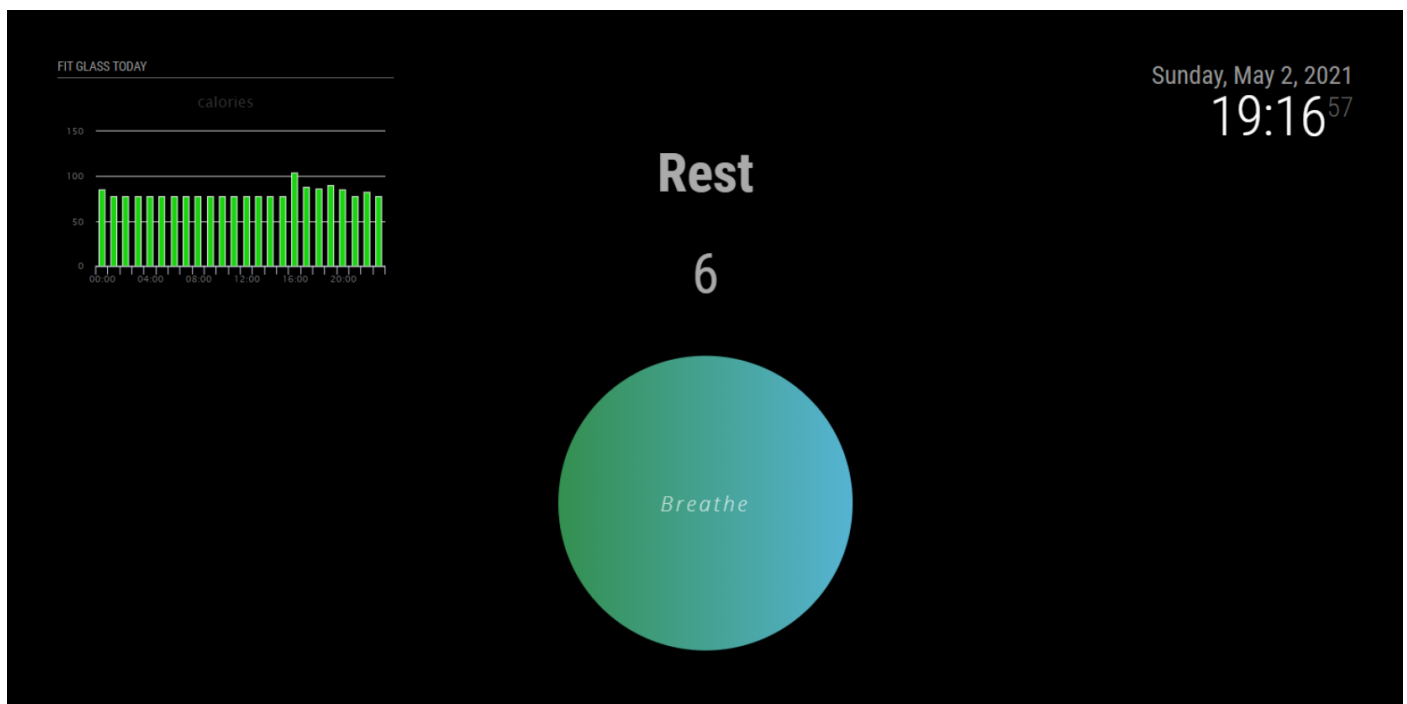 FIT GLASS TODAY
calories
150
100
50
0
00:00 04:00 08:00 12:00 16:00 20:00
Rest
6
Breathe
Sunday, May 2, 2021
19:16 57